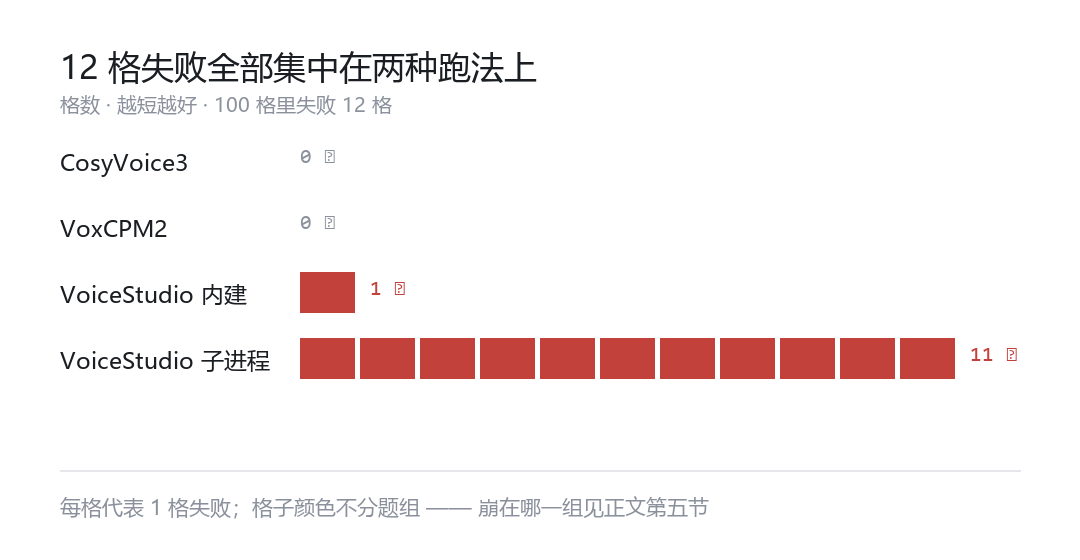 12 格失败全部集中在两种跑法上
格数 · 越短越好 · 100 格里失败 12 格
CosyVoice3 0
VoxCPM2 0
VoiceStudio 内建 1
VoiceStudio 子进程 11
每格代表 1 格失败；格子颜色不分题组 —— 崩在哪一组见正文第五节